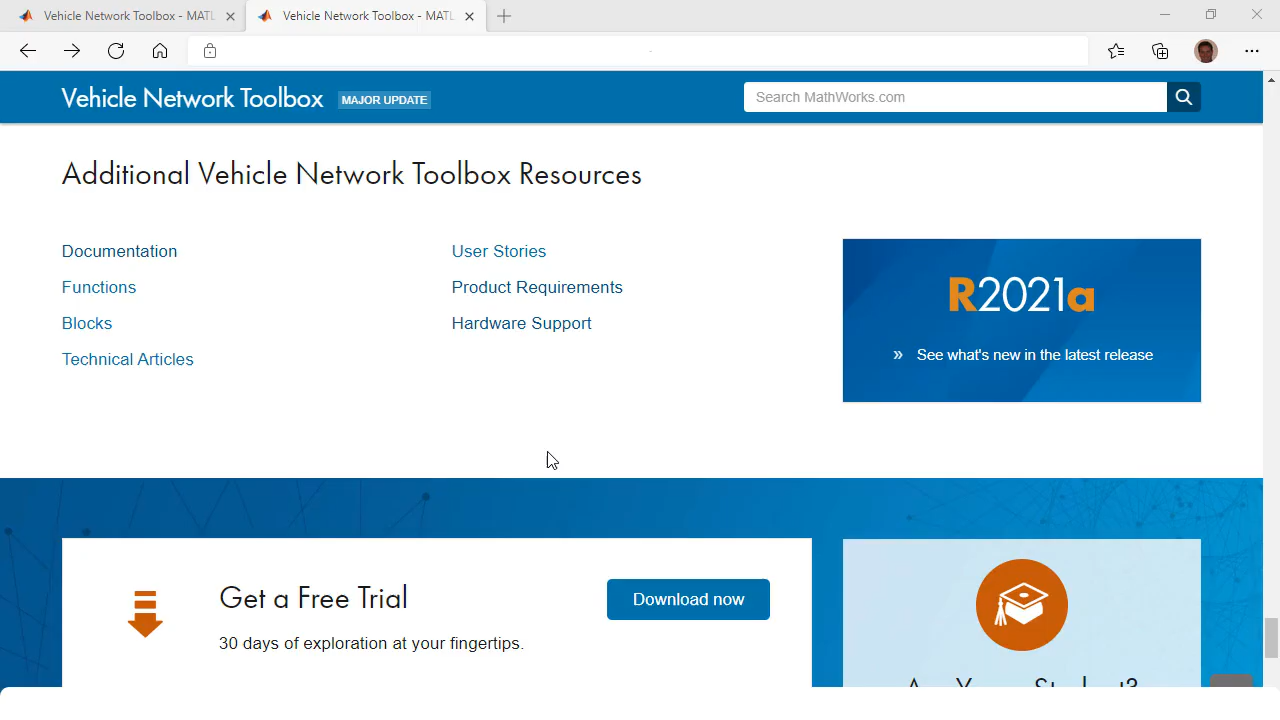 Vehicle Network Toolbox - MATL
Vehicle Network Toolbox - MATL
Vehicle Network Toolbox MAJOR UPDATE
Search MathWorks.com
Additional Vehicle Network Toolbox Resources
Documentation
Functions
Blocks
Technical Articles
User Stories
Product Requirements
Hardware Support
R2021a
» See what's new in the latest release
Get a Free Trial
30 days of exploration at your fingertips.
Download now